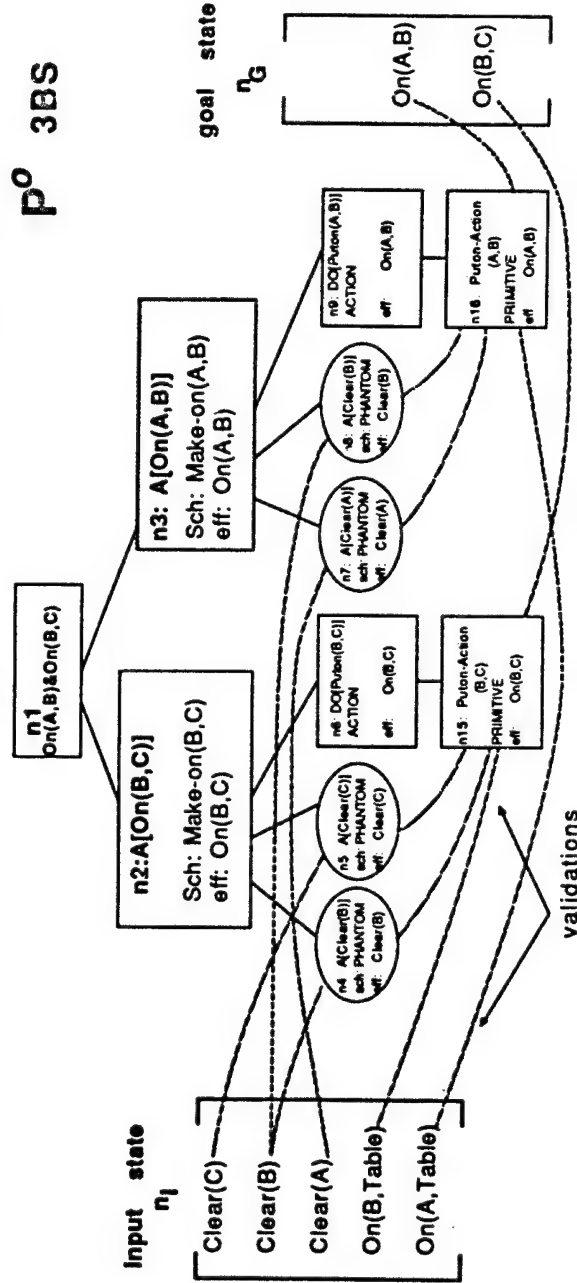 P⁰ 3BS
Input state
n_I
Clear(C)
Clear(B)
Clear(A)
On(B,Table)
On(A,Table)
n1
On(A,B)&On(B,C)
n2:A[On(B,C)]
Sch: Make-on(B,C)
eff: On(B,C)
n3: A[On(A,B)]
Sch: Make-on(A,B)
eff: On(A,B)
n4 A[Clear(B)]
sch: PHANTOM
eff: Clear(B)
n5 A[Clear(C)]
sch: PHANTOM
eff: Clear(C)
n6: DO[Puton(B,C)]
ACTION
eff: On(B,C)
n7: A[Clear(A)]
sch: PHANTOM
eff: Clear(A)
n8: A[Clear(B)]
sch: PHANTOM
eff: Clear(B)
n9: DO[Puton(A,B)]
ACTION
eff: On(A,B)
n15: Puton-Action
(B,C)
PRIMITIVE
eff: On(B,C)
n16. Puton-Action
(A,B)
PRIMITIVE
eff On(A,B)
validations
goal state
n_G
On(A,B)
On(B,C)